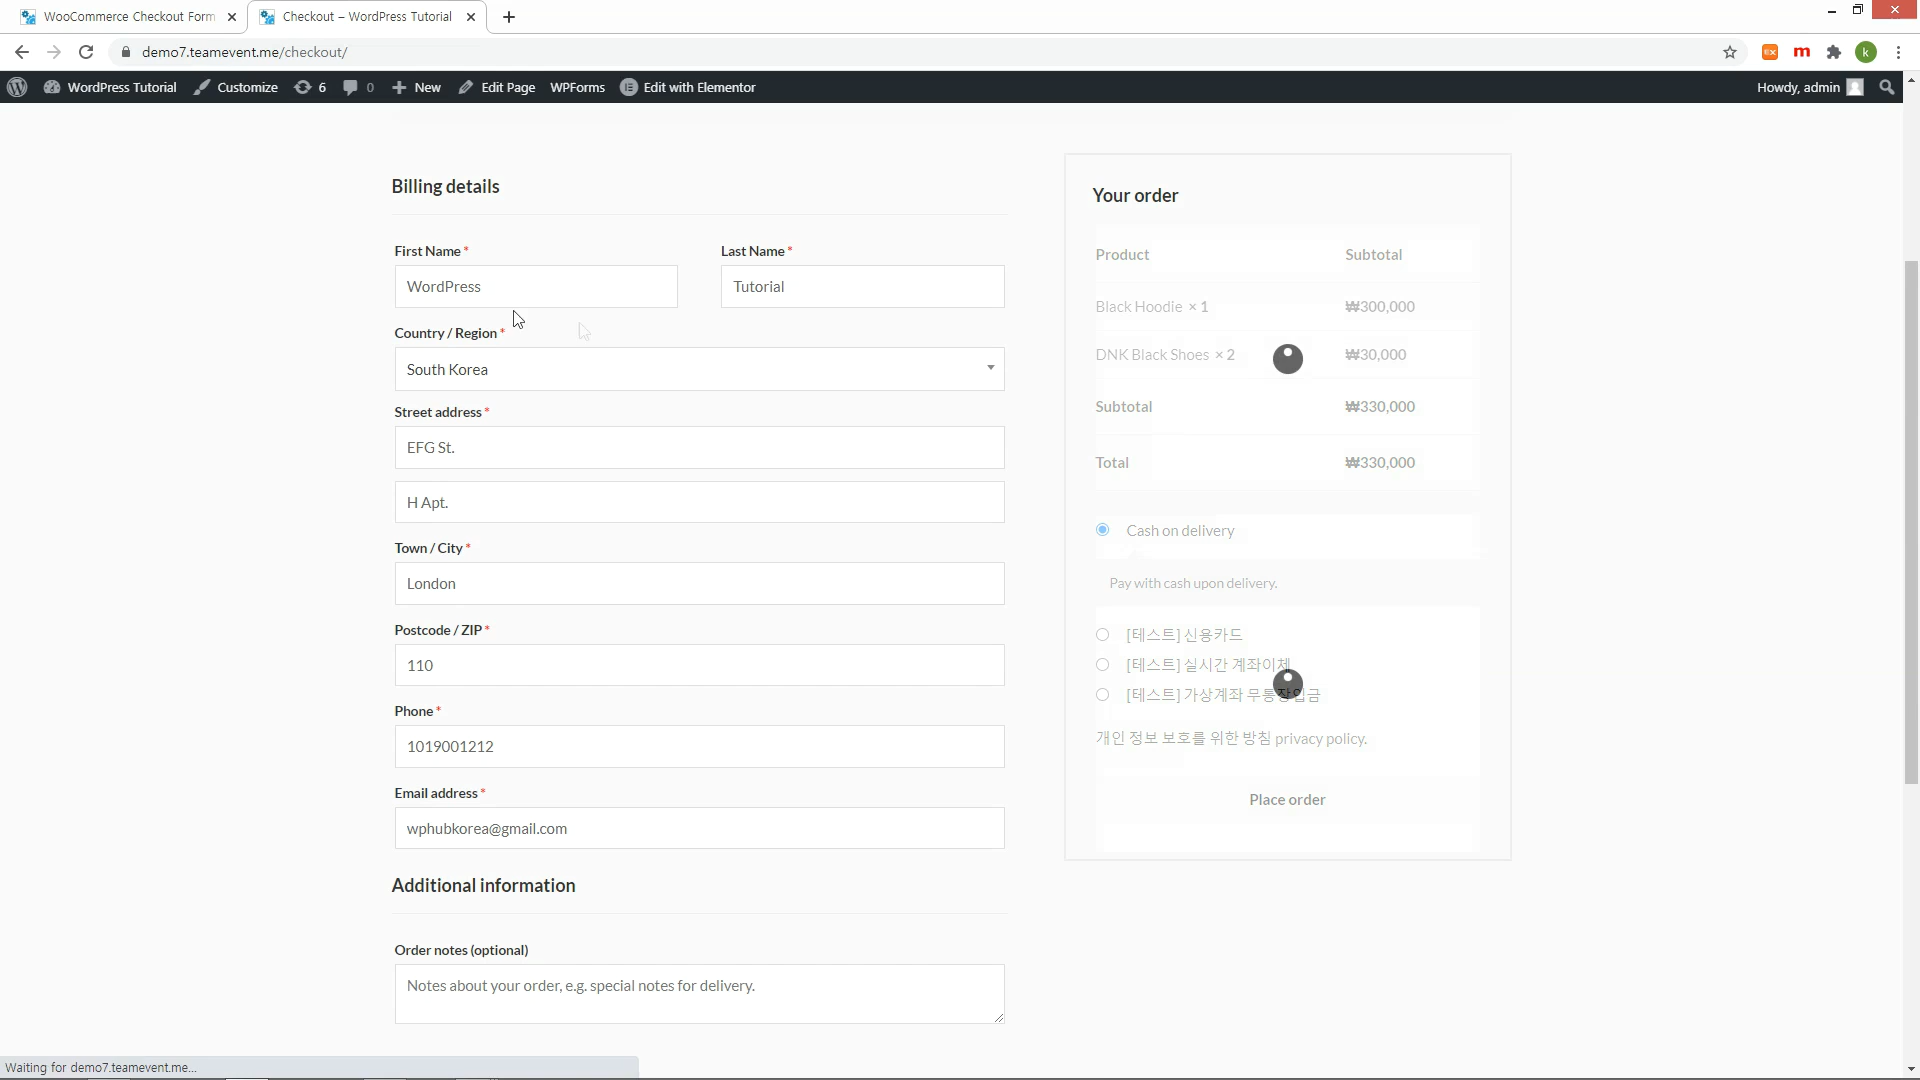 WooCommerce Checkout Form
Checkout – WordPress Tutorial
demo7.teamevent.me/checkout/
EX
m
k
WordPress Tutorial
Customize
6
0
New
Edit Page
WPForms
Edit with Elementor
Howdy, admin
Billing details
First Name *
Last Name *
WordPress
Tutorial
Country / Region *
South Korea
Street address *
EFG St.
H Apt.
Town / City *
London
Postcode / ZIP *
110
Phone *
1019001212
Email address *
wphubkorea@gmail.com
Additional information
Order notes (optional)
Notes about your order, e.g. special notes for delivery.
Your order
Product Subtotal
Black Hoodie × 1 ₩300,000
DNK Black Shoes × 2 ₩30,000
Subtotal ₩330,000
Total ₩330,000
Cash on delivery
Pay with cash upon delivery.
[테스트] 신용카드
[테스트] 실시간 계좌이체
[테스트] 가상계좌 무통장입금
개인 정보 보호를 위한 방침 privacy policy.
Place order
Waiting for demo7.teamevent.me...